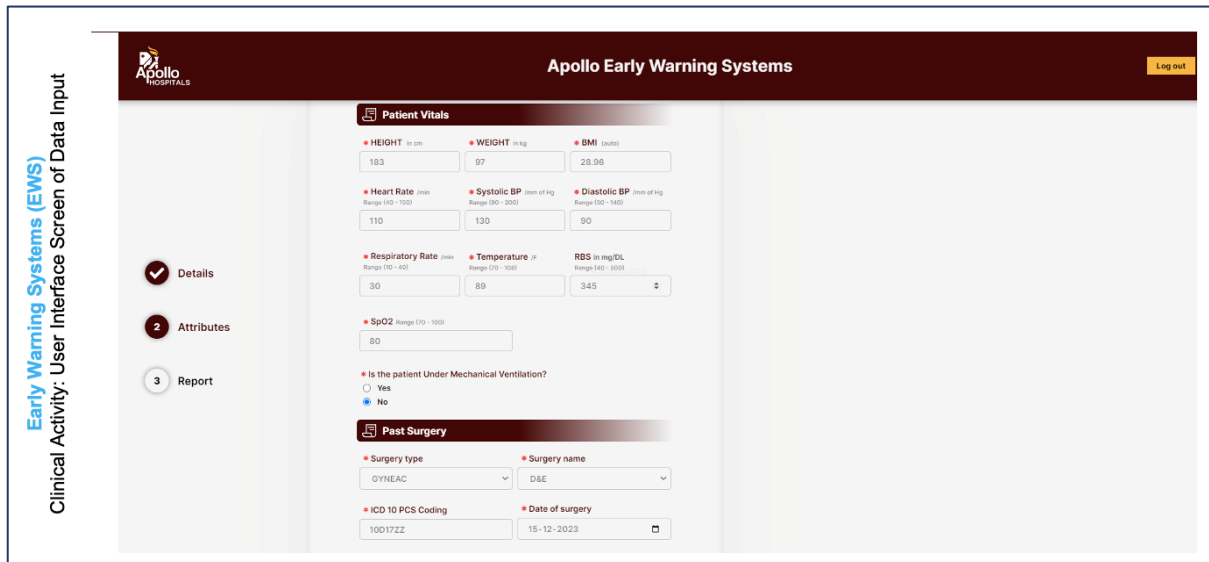 Early Warning Systems (EWS)
Clinical Activity: User Interface Screen of Data Input
Apollo
HOSPITALS
Apollo Early Warning Systems
Log out
Patient Vitals
* HEIGHT in cm * WEIGHT in kg * BMI (auto)
183 97 28.96
* Heart Rate /min * Systolic BP /mm of Hg * Diastolic BP /mm of Hg
Range (40 - 150) Range (90 - 200) Range (50 - 140)
110 130 90
* Respiratory Rate /min * Temperature /F RBS in mg/DL
Range (10 - 40) Range (70 - 108) Range (40 - 500)
30 89 345
* SpO2 Range (70 - 100)
80
* Is the patient Under Mechanical Ventilation?
Yes
No
Details
2 Attributes
3 Report
Past Surgery
* Surgery type * Surgery name
GYNEAC D&E
* ICD 10 PCS Coding * Date of surgery
10D17ZZ 15-12-2023